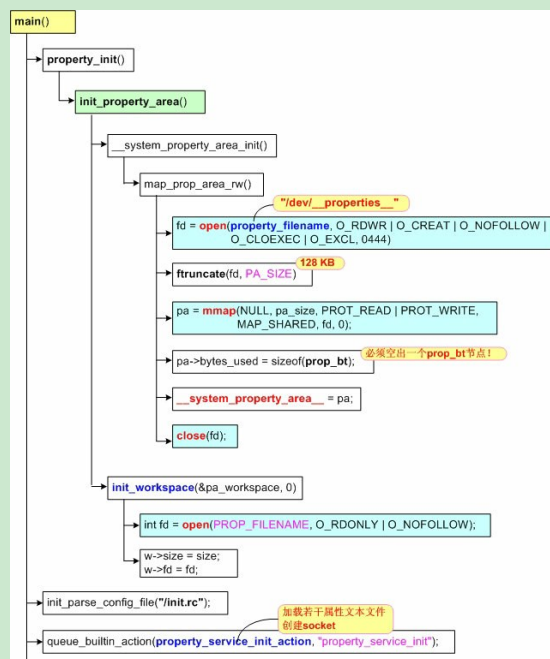 main()
property_init()
init_property_area()
__system_property_area_init()
map_prop_area_rw()
"/dev/__properties__"
fd = open(property_filename, O_RDWR | O_CREAT | O_NOFOLLOW |
O_CLOEXEC | O_EXCL, 0444)
128 KB
ftruncate(fd, PA_SIZE)
pa = mmap(NULL, pa_size, PROT_READ | PROT_WRITE,
MAP_SHARED, fd, 0);
必须空出一个prop_bt节点！
pa->bytes_used = sizeof(prop_bt);
__system_property_area__ = pa;
close(fd);
init_workspace(&pa_workspace, 0)
int fd = open(PROP_FILENAME, O_RDONLY | O_NOFOLLOW);
w->size = size;
w->fd = fd;
init_parse_config_file("/init.rc");
加载若干属性文本文件
创建socket
queue_builtin_action(property_service_init_action, "property_service_init");